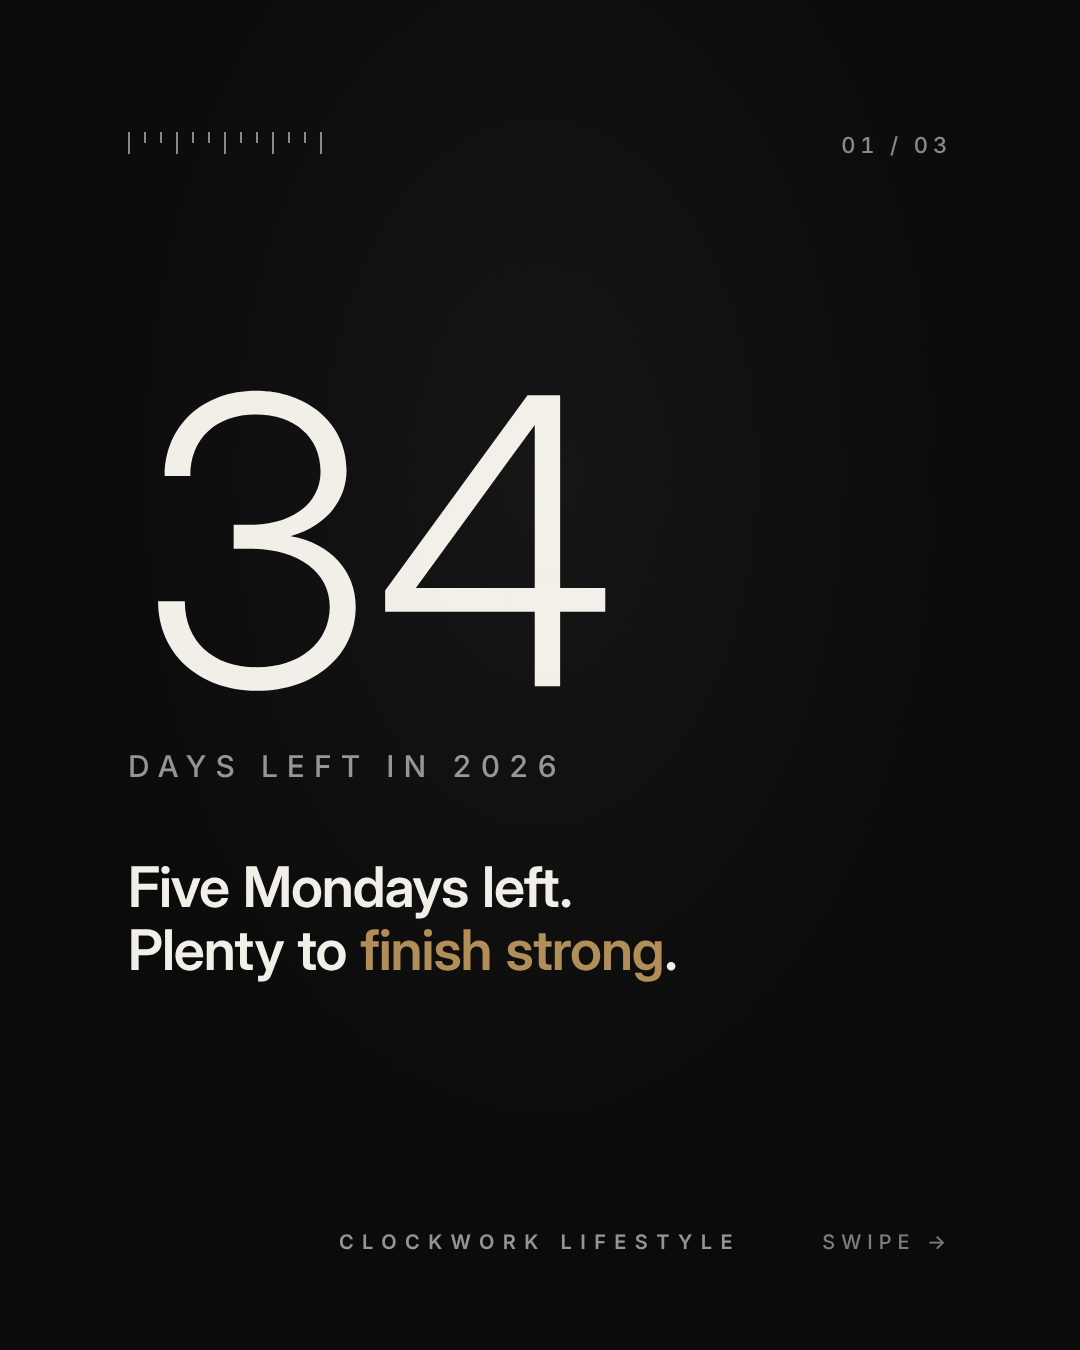 01 / 03
34
DAYS LEFT IN 2026
Five Mondays left.
Plenty to finish strong.
CLOCKWORK LIFESTYLE
SWIPE →